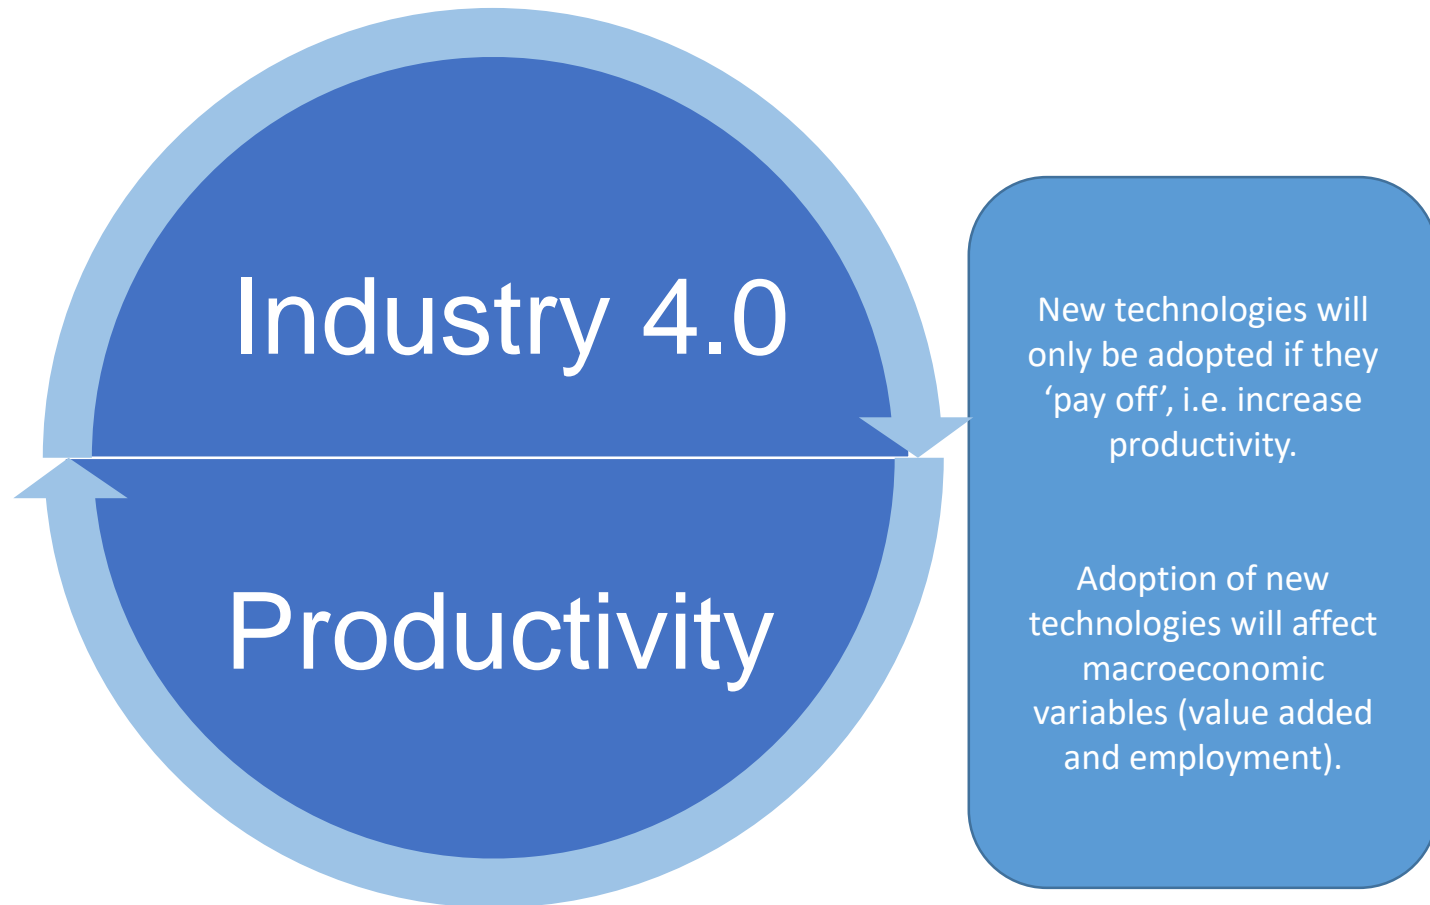 Industry 4.0
Productivity
New technologies will
only be adopted if they
‘pay off’, i.e. increase
productivity.
Adoption of new
technologies will affect
macroeconomic
variables (value added
and employment).